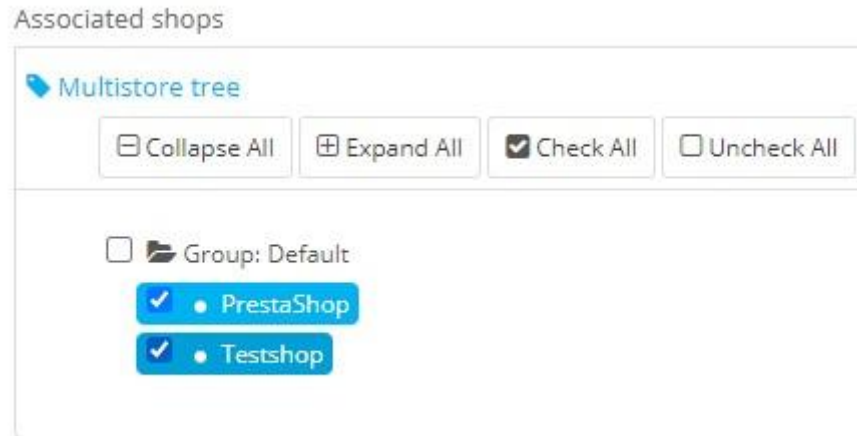 Associated shops
Multistore tree
Collapse All Expand All Check All Uncheck All
Group: Default
PrestaShop
Testshop